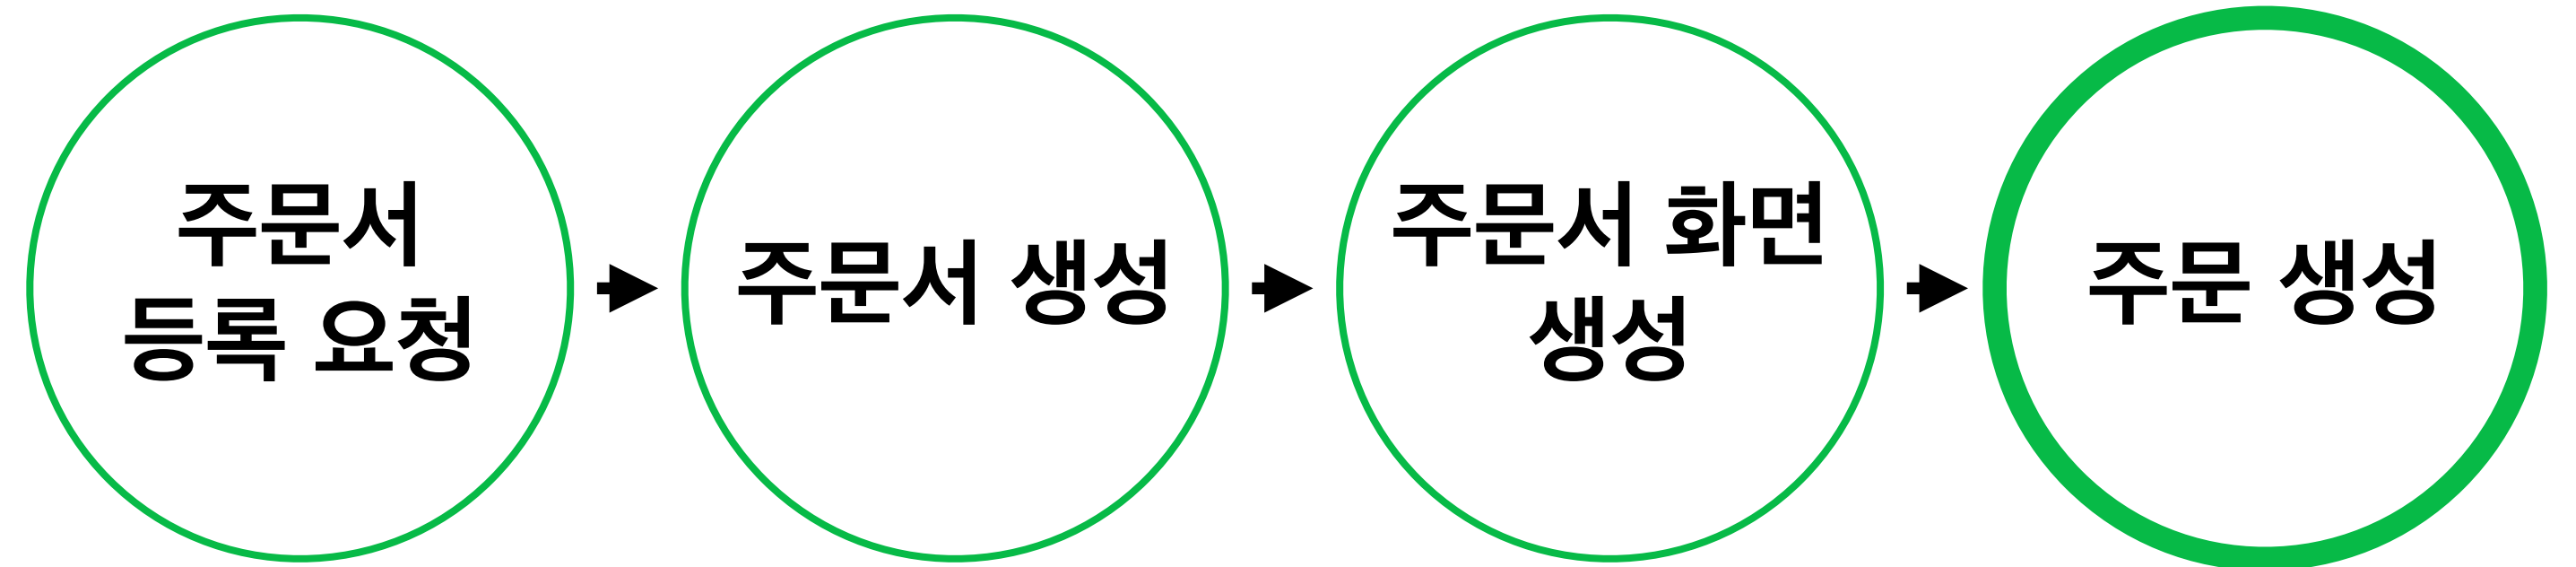 주문서
등록 요청
주문서 생성
주문서 화면
생성
주문 생성